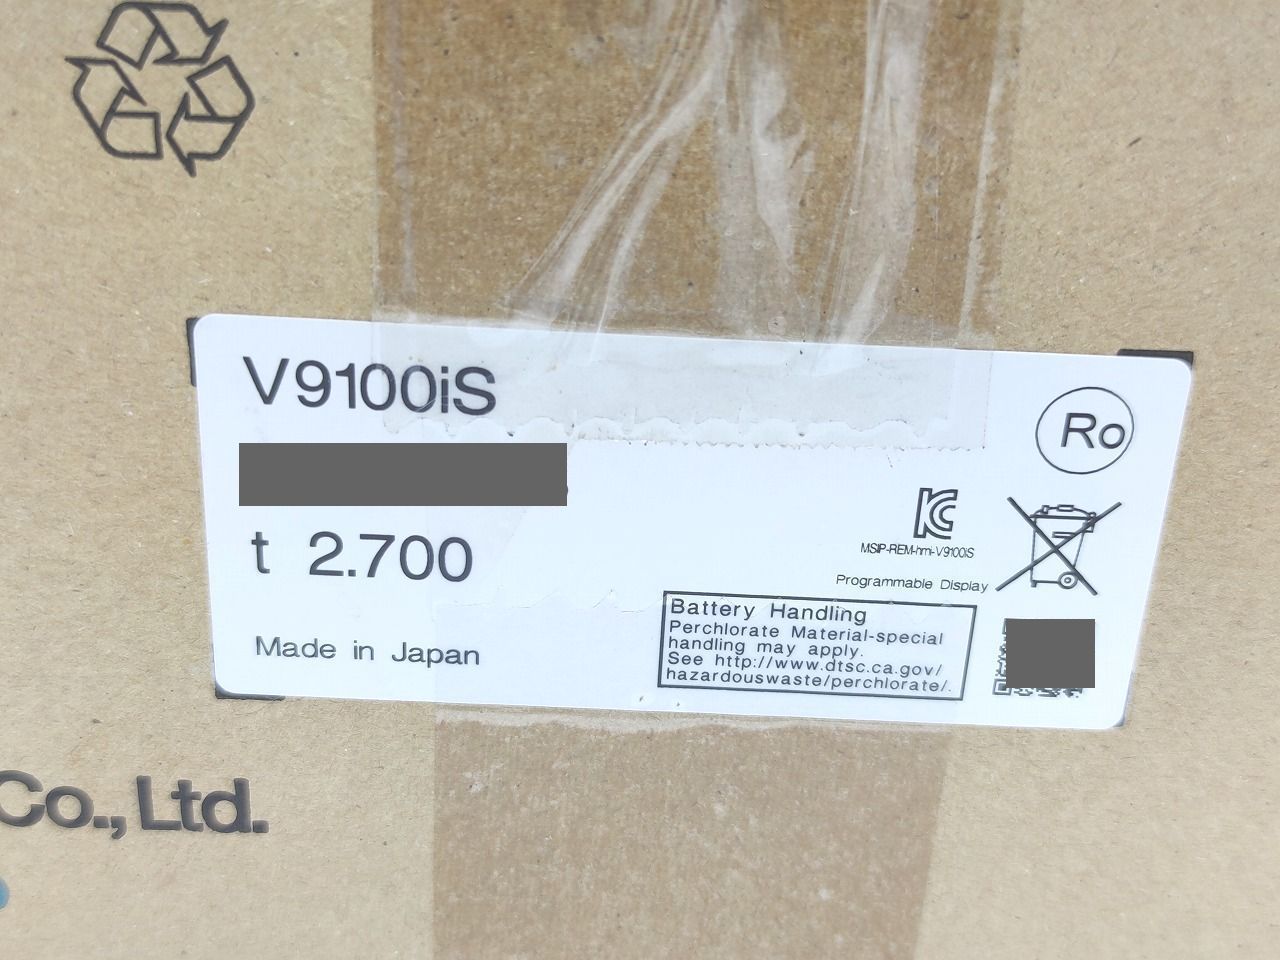 V9100iS
Ro
t 2.700
MSIP-REM-hmi-V9100iS
Programmable Display
Battery Handling
Perchlorate Material-special
handling may apply.
See http://www.dtsc.ca.gov/
hazardouswaste/perchlorate/.
Made in Japan
Co., Ltd.